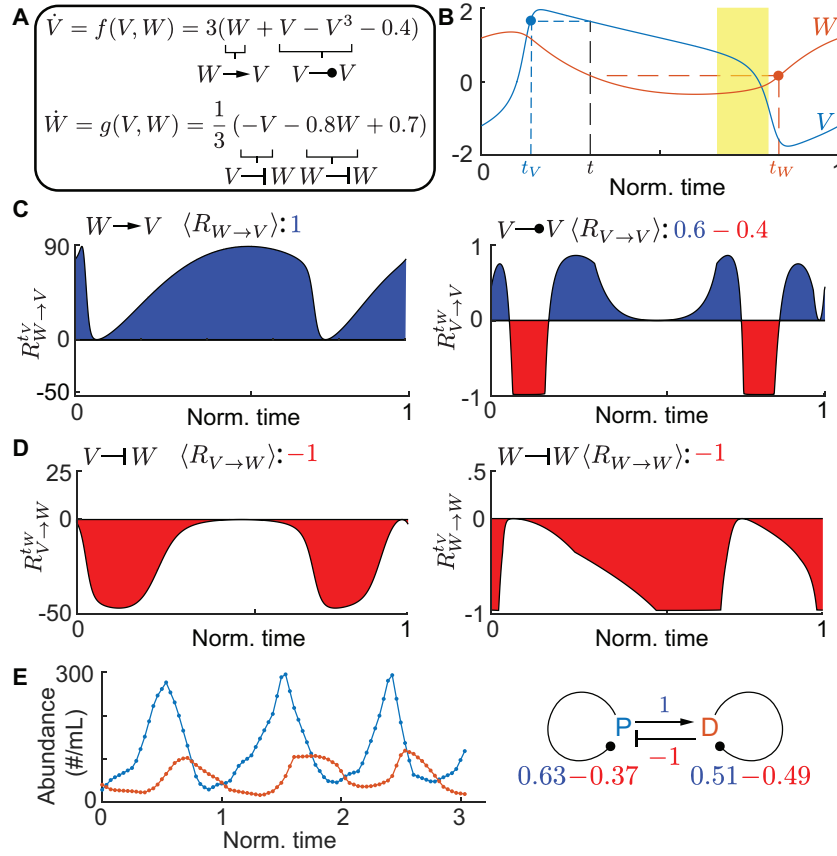 A
V̇ = f(V, W) = 3(W + V − V³ − 0.4)
W → V V ─● V
Ẇ = g(V, W) = 1/3 (−V − 0.8W + 0.7)
V ⊣ W W ⊣ W
B
2
0
-2
W
V
0 t_V t t_W 1
Norm. time
C
W → V ⟨R_{W→V}⟩: 1
90
0
-50
R^{t_V}_{W→V}
0 1
Norm. time
V ─● V ⟨R_{V→V}⟩: 0.6 − 0.4
1
0
-1
R^{t_W}_{V→V}
0 1
Norm. time
D
V ⊣ W ⟨R_{V→W}⟩: −1
25
0
-50
R^{t_W}_{V→W}
0 1
Norm. time
W ⊣ W ⟨R_{W→W}⟩: −1
.5
0
-1
R^{t_V}_{W→W}
0 1
Norm. time
E
300
0
Abundance
(#/mL)
0 1 2 3
Norm. time
1
P D
−1
0.63−0.37 0.51−0.49